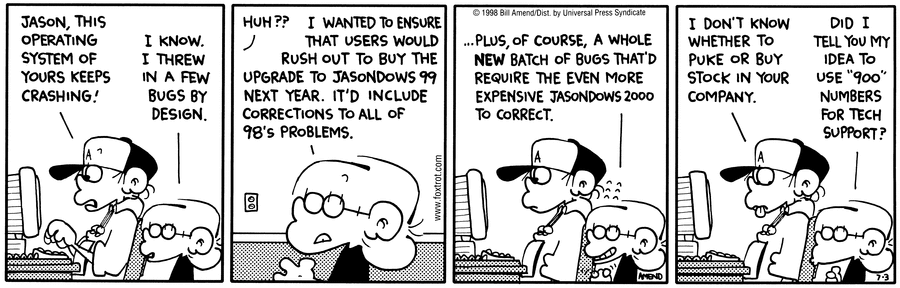 JASON, THIS
OPERATING
SYSTEM OF
YOURS KEEPS
CRASHING!
I KNOW.
I THREW
IN A FEW
BUGS BY
DESIGN.
HUH??
I WANTED TO ENSURE
THAT USERS WOULD
RUSH OUT TO BUY THE
UPGRADE TO JASONDOWS 99
NEXT YEAR. IT'D INCLUDE
CORRECTIONS TO ALL OF
98'S PROBLEMS.
A
www.foxtrot.com
© 1998 Bill Amend/Dist. by Universal Press Syndicate
...PLUS, OF COURSE, A WHOLE
NEW BATCH OF BUGS THAT'D
REQUIRE THE EVEN MORE
EXPENSIVE JASONDOWS 2000
TO CORRECT.
A
AMEND
I DON'T KNOW
WHETHER TO
PUKE OR BUY
STOCK IN YOUR
COMPANY.
DID I
TELL YOU MY
IDEA TO
USE "900"
NUMBERS
FOR TECH
SUPPORT?
A
7-3